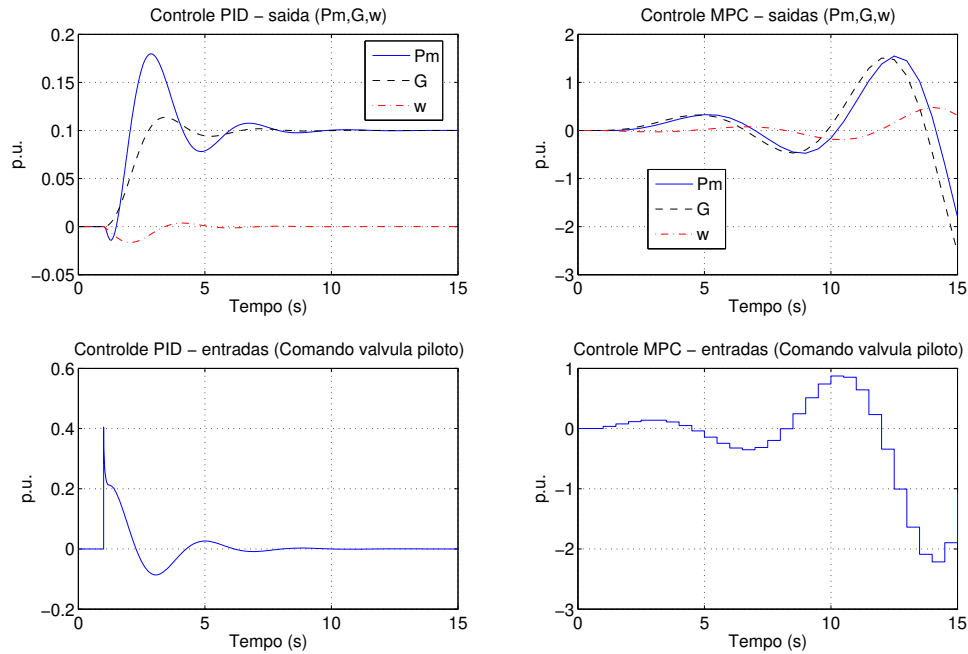 Controle PID − saida (Pm,G,w)
0.2
0.15
0.1
0.05
0
−0.05
p.u.
Pm
G
w
0
5
10
15
Tempo (s)
Controle MPC − saidas (Pm,G,w)
2
1
0
−1
−2
−3
p.u.
Pm
G
w
0
5
10
15
Tempo (s)
Controlde PID − entradas (Comando valvula piloto)
0.6
0.4
0.2
0
−0.2
p.u.
0
5
10
15
Tempo (s)
Controle MPC − entradas (Comando valvula piloto)
1
0
−1
−2
−3
p.u.
0
5
10
15
Tempo (s)